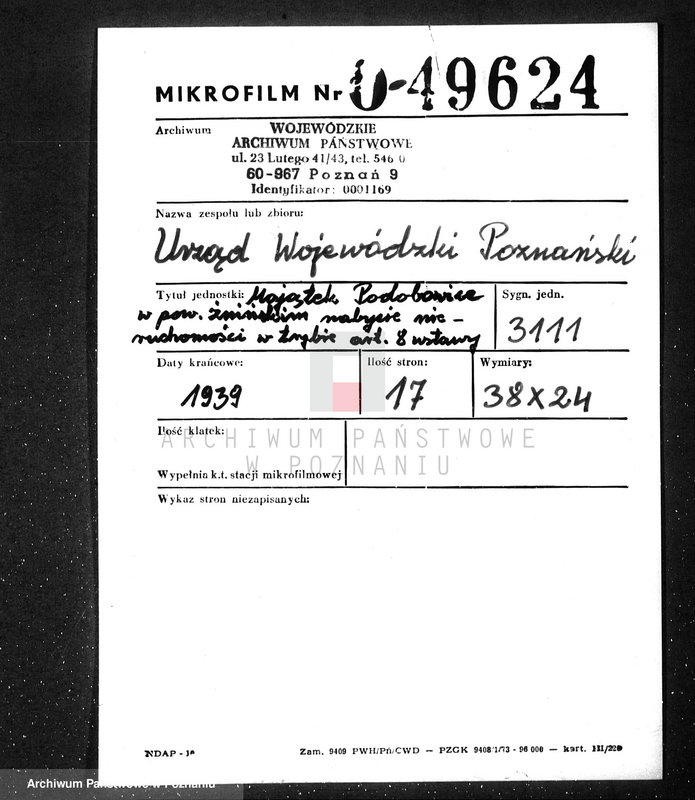 MIKROFILM Nr 0-49624
Archiwum
WOJEWÓDZKIE
ARCHIWUM PAŃSTWOWE
ul. 23 Lutego 41/43, tel. 546 0
60-967 Poznań 9
Identyfikator: 0001169
Nazwa zespołu lub zbioru:
Urząd Wojewódzki Poznański
Tytuł jednostki: Majątek Podobowice
w pow. żnińskim nabycie nie-
ruchomości w trybie art. 8 ustawy
Sygn. jedn.
3111
Daty krańcowe:
1939
Ilość stron:
17
Wymiary:
38x24
Ilość klatek:
ARCHIWUM PAŃSTWOWE
W POZNANIU
Wypełnia k.t. stacji mikrofilmowej
Wykaz stron niezapisanych:
NDAP - 
Zam. 9409 PWH/Pń/CWD — PZGK 9408/1/73 - 96 000 — kart. III/229
Archiwum Państwowe w Poznaniu